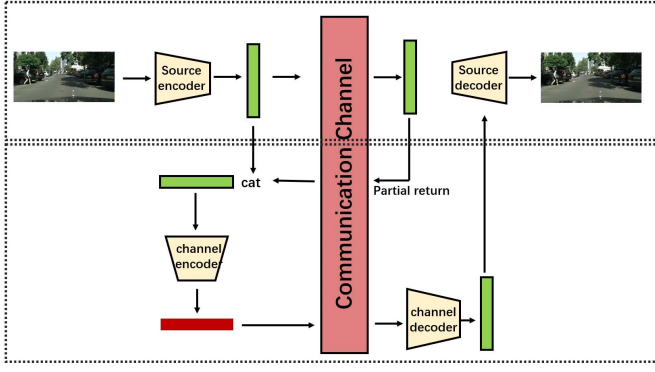 Source
encoder
Communication Channel
Source
decoder
cat
Partial return
channel
encoder
channel
decoder